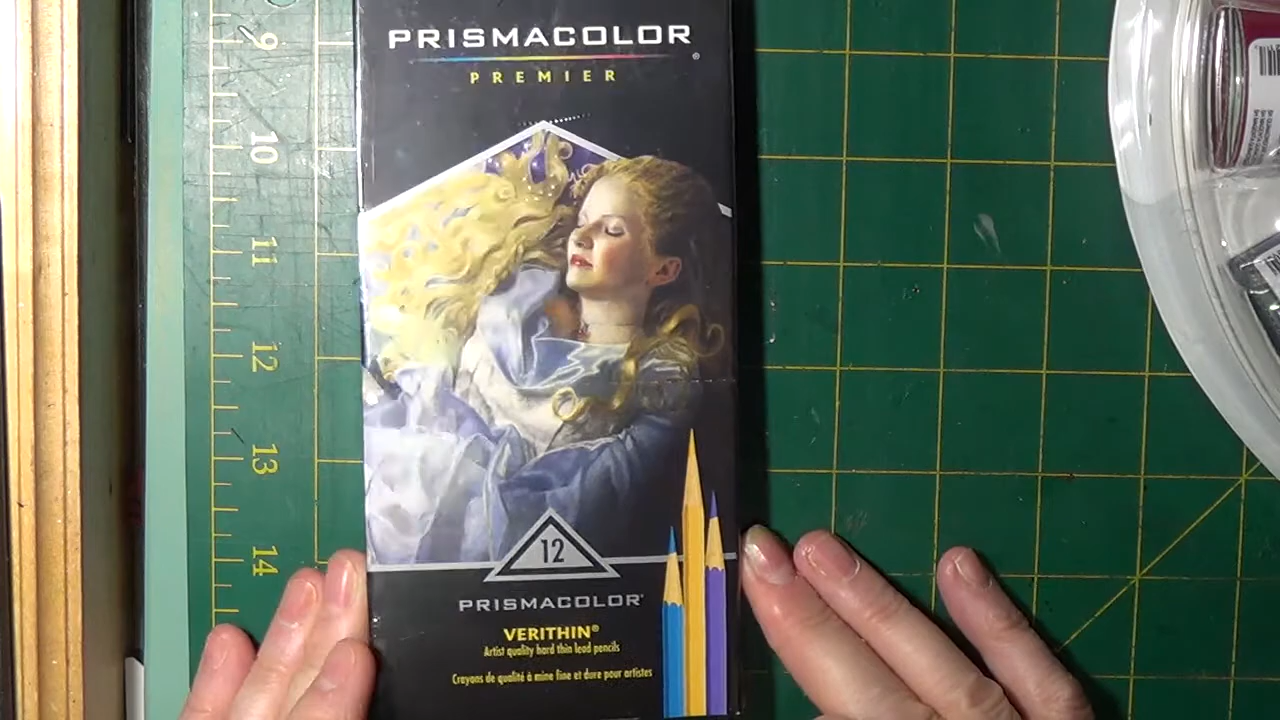 PRISMACOLOR®
PREMIER
12
PRISMACOLOR®
VERITHIN®
Artist quality hard thin lead pencils
Crayons de qualité à mine fine et dure pour artistes
9
10
11
12
13
14